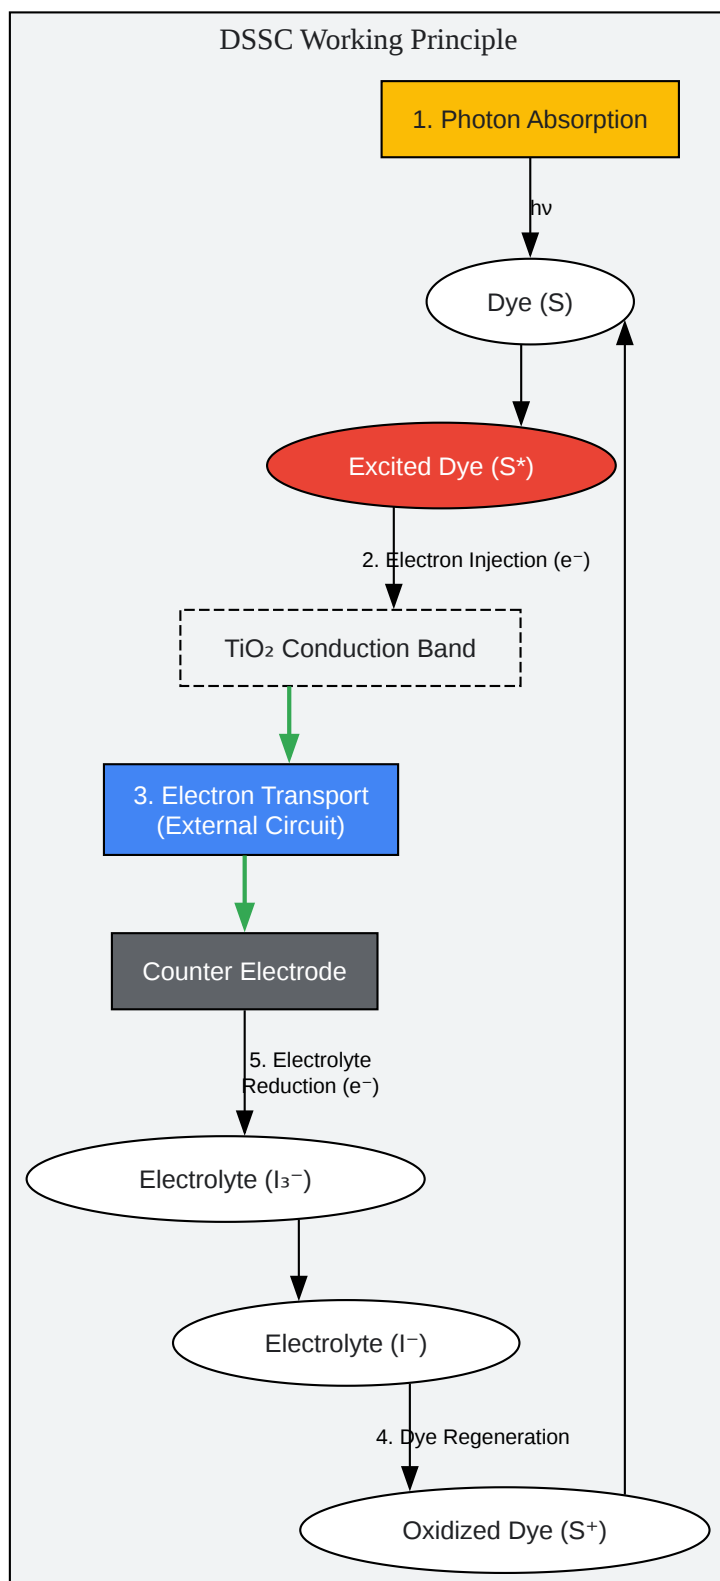 DSSC Working Principle
1. Photon Absorption
hν
Dye (S)
Excited Dye (S*)
2. Electron Injection (e⁻)
TiO₂ Conduction Band
3. Electron Transport
(External Circuit)
Counter Electrode
5. Electrolyte
Reduction (e⁻)
Electrolyte (I₃⁻)
Electrolyte (I⁻)
4. Dye Regeneration
Oxidized Dye (S⁺)